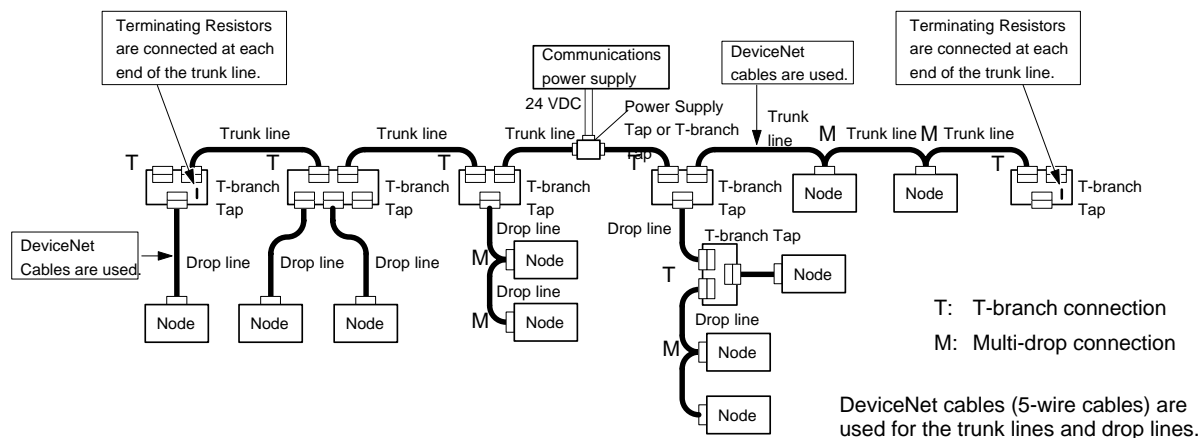 Terminating Resistors
are connected at each
end of the trunk line.
Communications
power supply
DeviceNet
cables are used.
Terminating Resistors
are connected at each
end of the trunk line.
24 VDC
Power Supply
Tap or T-branch
Tap
Trunk line
Trunk line
Trunk line
Trunk
line
M
Trunk line
M
Trunk line
T
T
T
T
T
T-branch
Tap
T-branch
Tap
T-branch
Tap
T-branch
Tap
Node
Node
T-branch
Tap
DeviceNet
Cables are used.
Drop line
Drop line
Drop line
Drop line
M
Node
Drop line
M
Node
Drop line
T-branch Tap
T
Node
Drop line
M
Node
Node
Node
Node
Node
T: T-branch connection
M: Multi-drop connection
DeviceNet cables (5-wire cables) are
used for the trunk lines and drop lines.